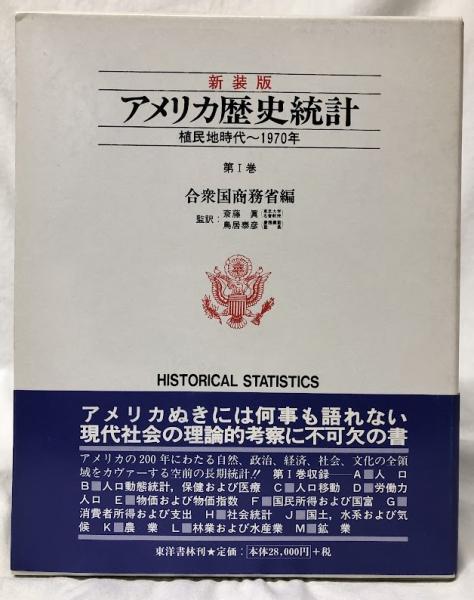 新装版
アメリカ歴史統計
植民地時代〜1970年
第I巻
合衆国商務省編
監訳:
斎藤 眞
鳥居泰彦
HISTORICAL STATISTICS
アメリカぬきには何事も語れない
現代社会の理論的考察に不可欠の書
アメリカの200年にわたる自然、政治、経済、社会、文化の全領
域をカヴァーする空前の長期統計!! 第I巻収録── A■人 口
B■人口動態統計, 保健および医療 C■人口移動 D■労働力
人口 E■物価および物価指数 F■国民所得および国富 G■
消費者所得および支出 H■社会統計 J■国土, 水系および気
候 K■農 業 L■林業および水産業 M■鉱 業
東洋書林刊★定価: 本体28,000円+税